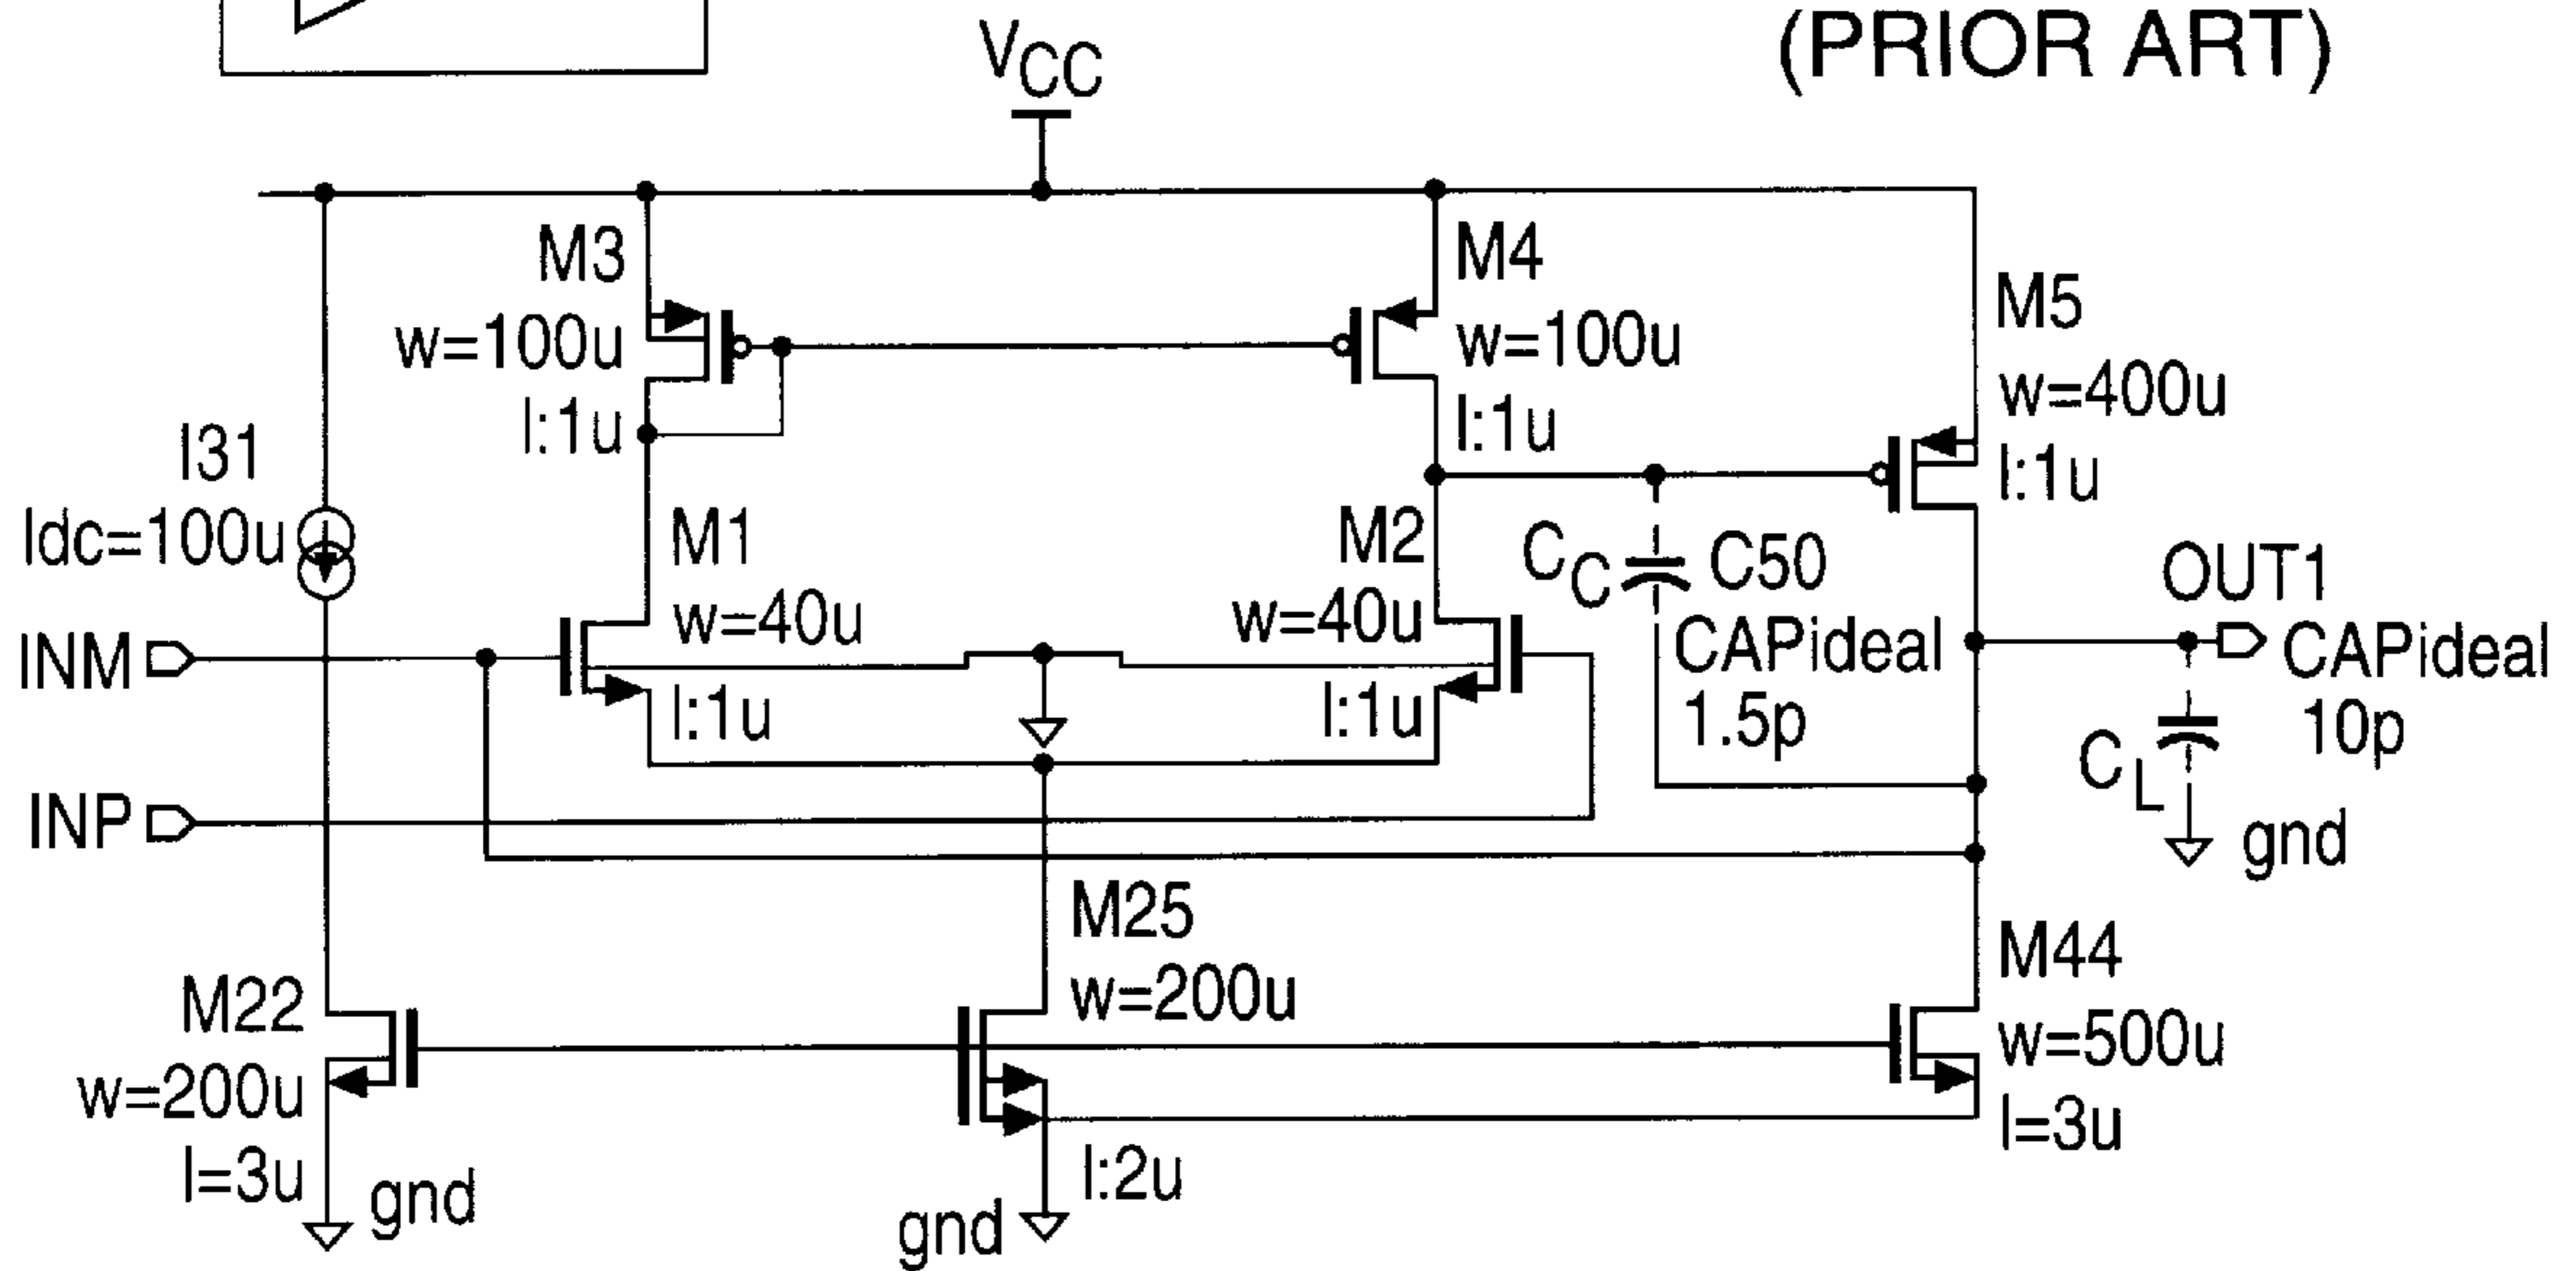 (PRIOR ART)
VCC
M3
w=100u
l:1u
M4
w=100u
l:1u
M5
w=400u
l:1u
I31
Idc=100u
M1
w=40u
l:1u
M2
w=40u
l:1u
CC
C50
CAPideal
1.5p
OUT1
CAPideal
10p
CL
gnd
INM
INP
M25
w=200u
l:2u
gnd
M22
w=200u
l=3u
gnd
M44
w=500u
l=3u